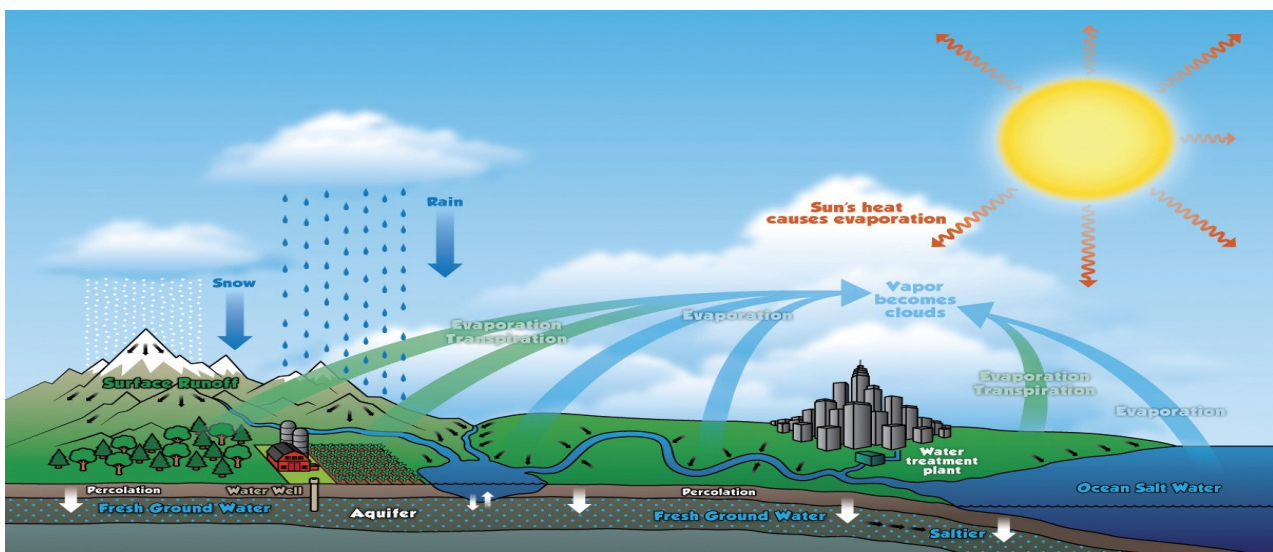 Sun's heat
causes evaporation
Rain
Snow
Vapor
becomes
clouds
Evaporation
Transpiration
Evaporation
Surface Runoff
Evaporation
Transpiration
Evaporation
Water
treatment
plant
Percolation
Water Well
Percolation
Ocean Salt Water
Fresh Ground Water
Aquifer
Fresh Ground Water
Saltier